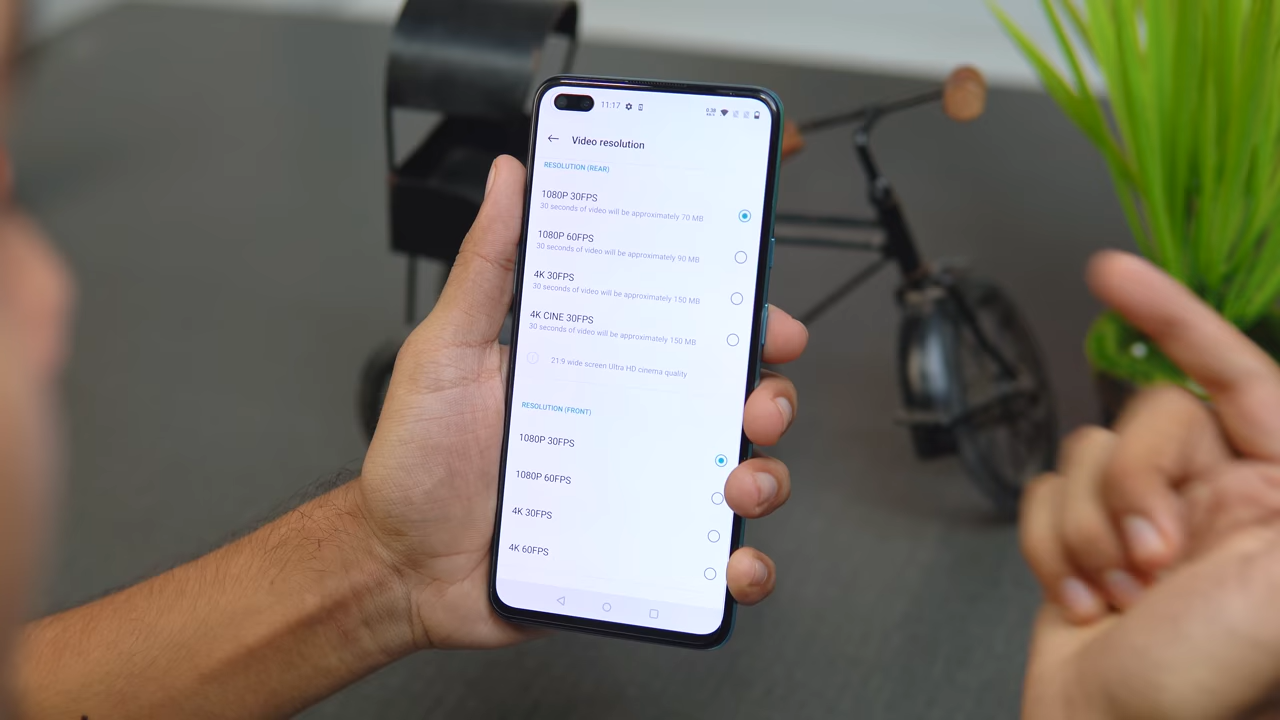 11:17
0.38
Video resolution
RESOLUTION (REAR)
1080P 30FPS
30 seconds of video will be approximately 70 MB
1080P 60FPS
30 seconds of video will be approximately 90 MB
4K 30FPS
30 seconds of video will be approximately 150 MB
4K CINE 30FPS
30 seconds of video will be approximately 150 MB
21:9 wide screen Ultra HD cinema quality
RESOLUTION (FRONT)
1080P 30FPS
1080P 60FPS
4K 30FPS
4K 60FPS